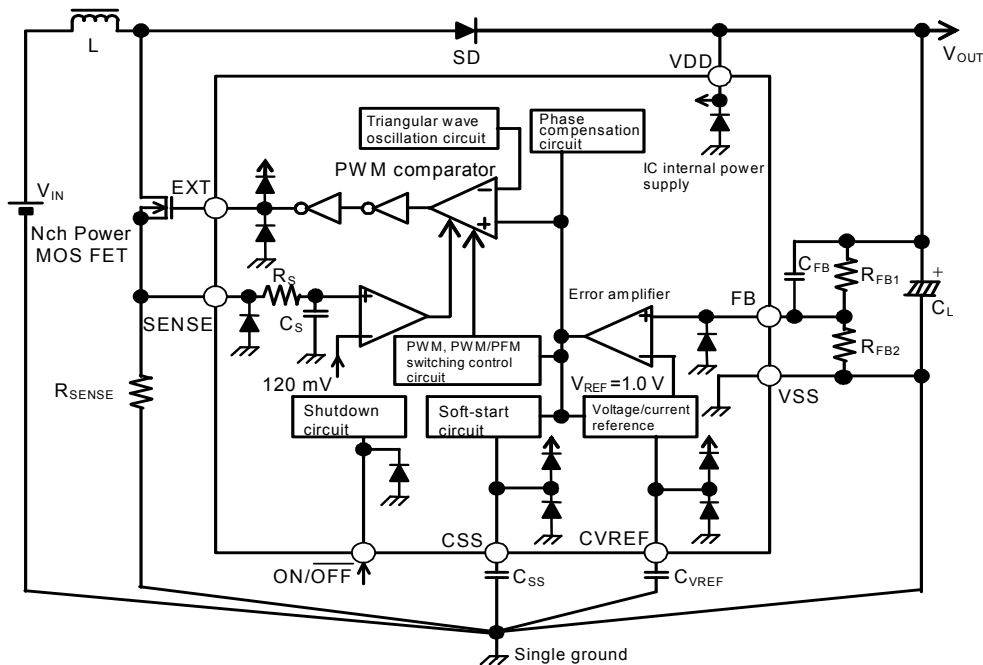 L
SD
VOUT
VDD
Triangular wave
oscillation circuit
Phase
compensation
circuit
PWM comparator
IC internal power
supply
VIN
EXT
Nch Power
MOS FET
RS
CS
SENSE
120 mV
Error amplifier
FB
CFB
RFB1
+
CL
RFB2
VSS
PWM, PWM/PFM
switching control
circuit
VREF=1.0 V
RSENSE
Shutdown
circuit
Soft-start
circuit
Voltage/current
reference
CSS
CVREF
ON/OFF
CSS
CVREF
Single ground